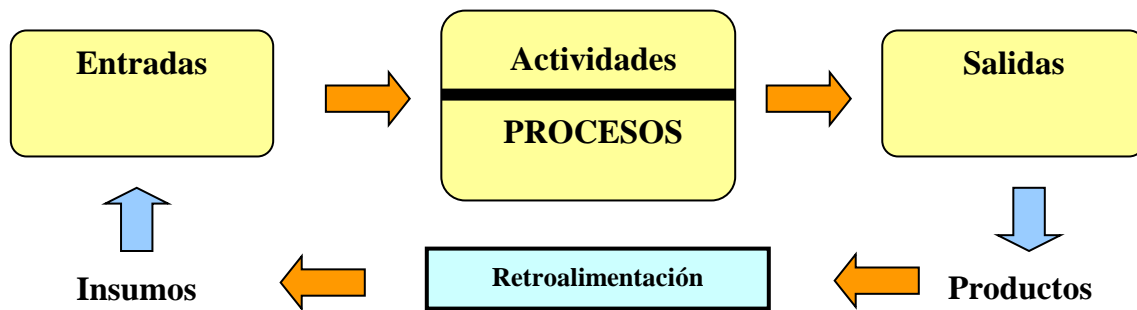 Entradas
Actividades
PROCESOS
Salidas
Insumos
Retroalimentación
Productos